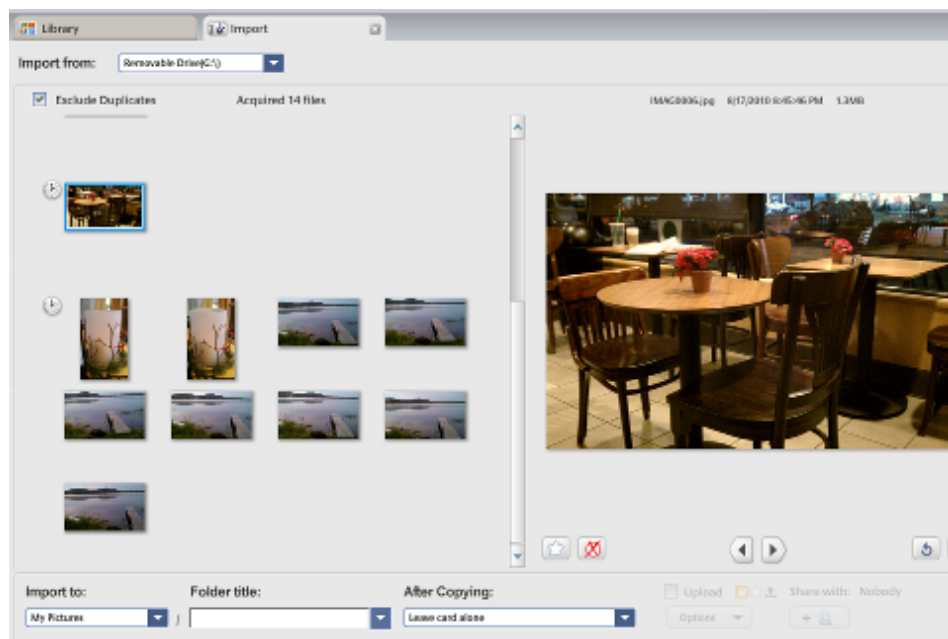 Library
Import
Import from: Removable Drive(G:\)
Exclude Duplicates Acquired 14 files IMAG0006.jpg 8/17/2010 8:45:46 PM 1.3MB
Import to: Folder title: After Copying: Upload Share with: Nobody
My Pictures / Leave card alone Options